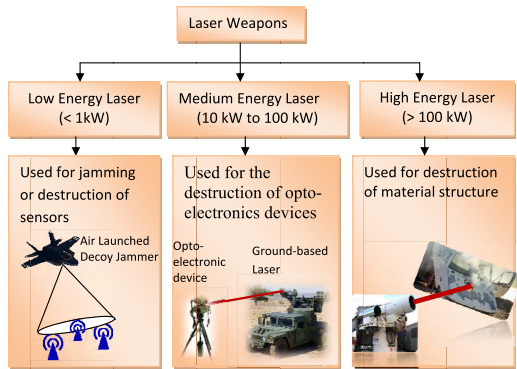 Laser Weapons
Low Energy Laser
(< 1kW)
Medium Energy Laser
(10 kW to 100 kW)
High Energy Laser
(> 100 kW)
Used for jamming
or destruction of
sensors
Air Launched
Decoy Jammer
Used for the
destruction of opto-
electronics devices
Opto-
electronic
device
Ground-based
Laser
Used for destruction
of material structure